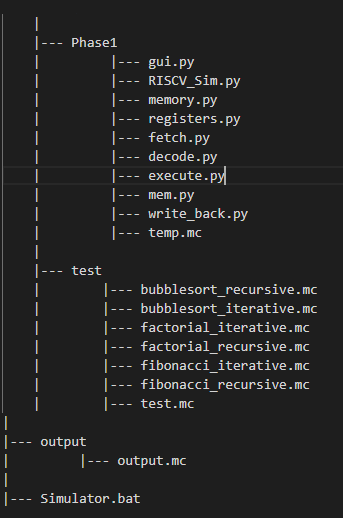 |
|--- Phase1
| |--- gui.py
| |--- RISCV_Sim.py
| |--- memory.py
| |--- registers.py
| |--- fetch.py
| |--- decode.py
| |--- execute.py
| |--- mem.py
| |--- write_back.py
| |--- temp.mc
|
|--- test
| |--- bubblesort_recursive.mc
| |--- bubblesort_iterative.mc
| |--- factorial_iterative.mc
| |--- factorial_recursive.mc
| |--- fibonacci_iterative.mc
| |--- fibonacci_recursive.mc
| |--- test.mc
|
|--- output
| |--- output.mc
|
|--- Simulator.bat